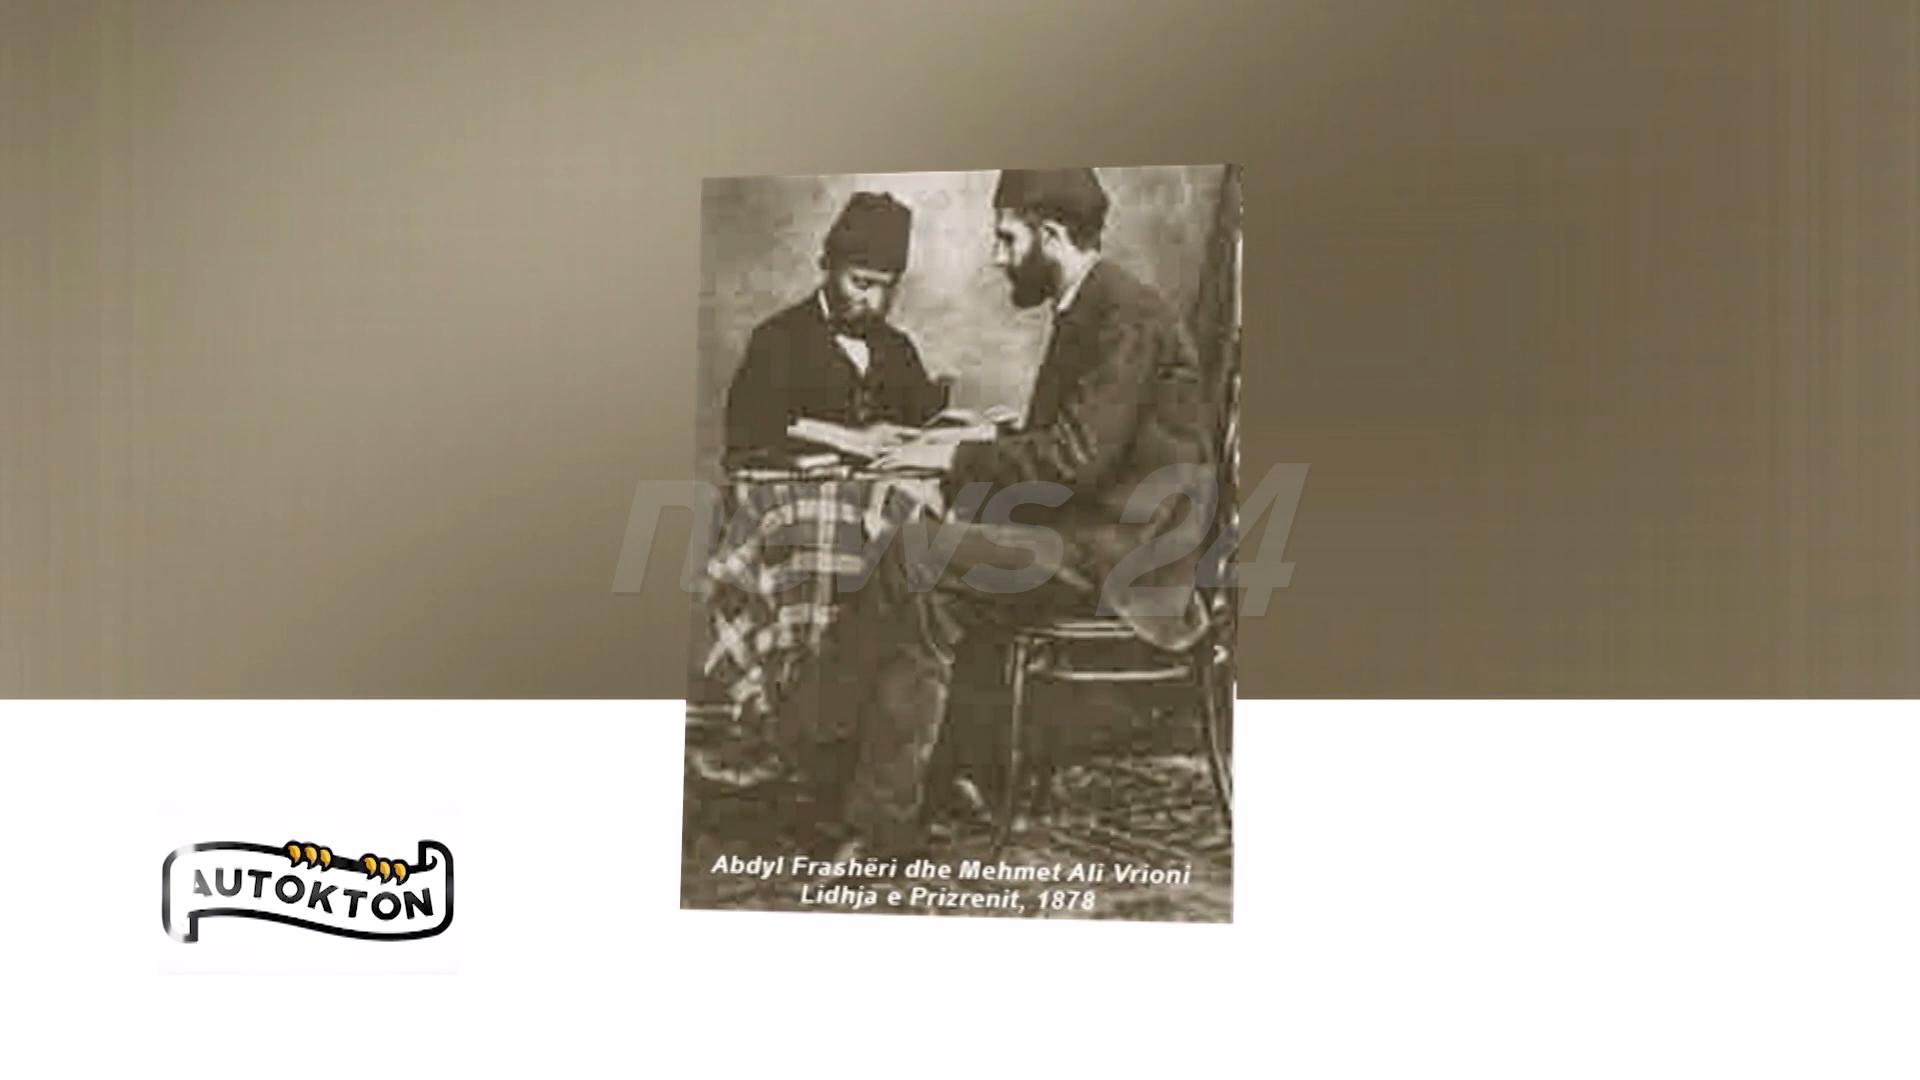 news 24
Abdyl Frashëri dhe Mehmet Ali Vrioni
Lidhja e Prizrenit, 1878
AUTOKTON